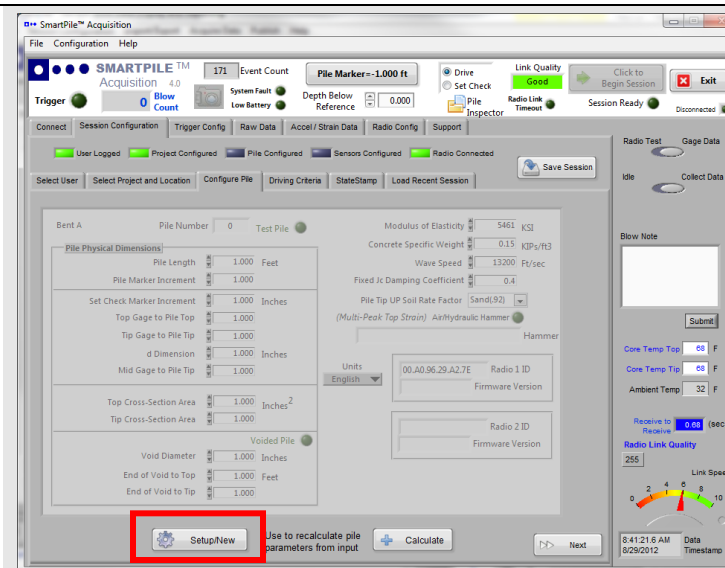 SmartPile™ Acquisition
File Configuration Help
SMARTPILE TM
Acquisition 4.0
171 Event Count
Pile Marker=-1.000 ft
Drive
Set Check
Link Quality
Good
Click to
Begin Session
Exit
Trigger
0 Blow
Count
System Fault
Low Battery
Depth Below
Reference
0.000
Pile
Inspector
Radio Link
Timeout
Session Ready
Disconnected
Connect Session Configuration Trigger Config Raw Data Accel / Strain Data Radio Config Support
User Logged Project Configured Pile Configured Sensors Configured Radio Connected
Save
Session
Select User Select Project and Location Configure Pile Driving Criteria StateStamp Load Recent Session
Bent A Pile Number 0 Test Pile
Pile Physical Dimensions
Pile Length 1.000 Feet
Pile Marker Increment 1.000
Set Check Marker Increment 1.000 Inches
Top Gage to Pile Top 1.000
Tip Gage to Pile Tip 1.000
d Dimension 1.000 Inches
Mid Gage to Pile Tip 1.000
Top Cross-Section Area 1.000 Inches2
Tip Cross-Section Area 1.000
Voided Pile
Void Diameter 1.000 Inches
End of Void to Top 1.000 Feet
End of Void to Tip 1.000
Modulus of Elasticity 5461 KSI
Concrete Specific Weight 0.15 KIPs/ft3
Wave Speed 13200 Ft/sec
Fixed Jc Damping Coefficient 0.4
Pile Tip UP Soil Rate Factor Sand(.92)
(Multi-Peak Top Strain) Air/Hydraulic Hammer
Hammer
Units
English
00.A0.96.29.A2.7E Radio 1 ID
Firmware Version
Radio 2 ID
Firmware Version
Setup/New
Use to recalculate pile
parameters from input
Calculate
Next
Radio Test Gage Data
Idle Collect Data
Blow Note
Submit
Core Temp Top 68 F
Core Temp Tip 68 F
Ambient Temp 32 F
Receive to
Receive
0.68 (sec
Radio Link Quality
255
Link Spee
0 2 4 6 8 10
8:41:21.6 AM
8/29/2012
Data
Timestamp